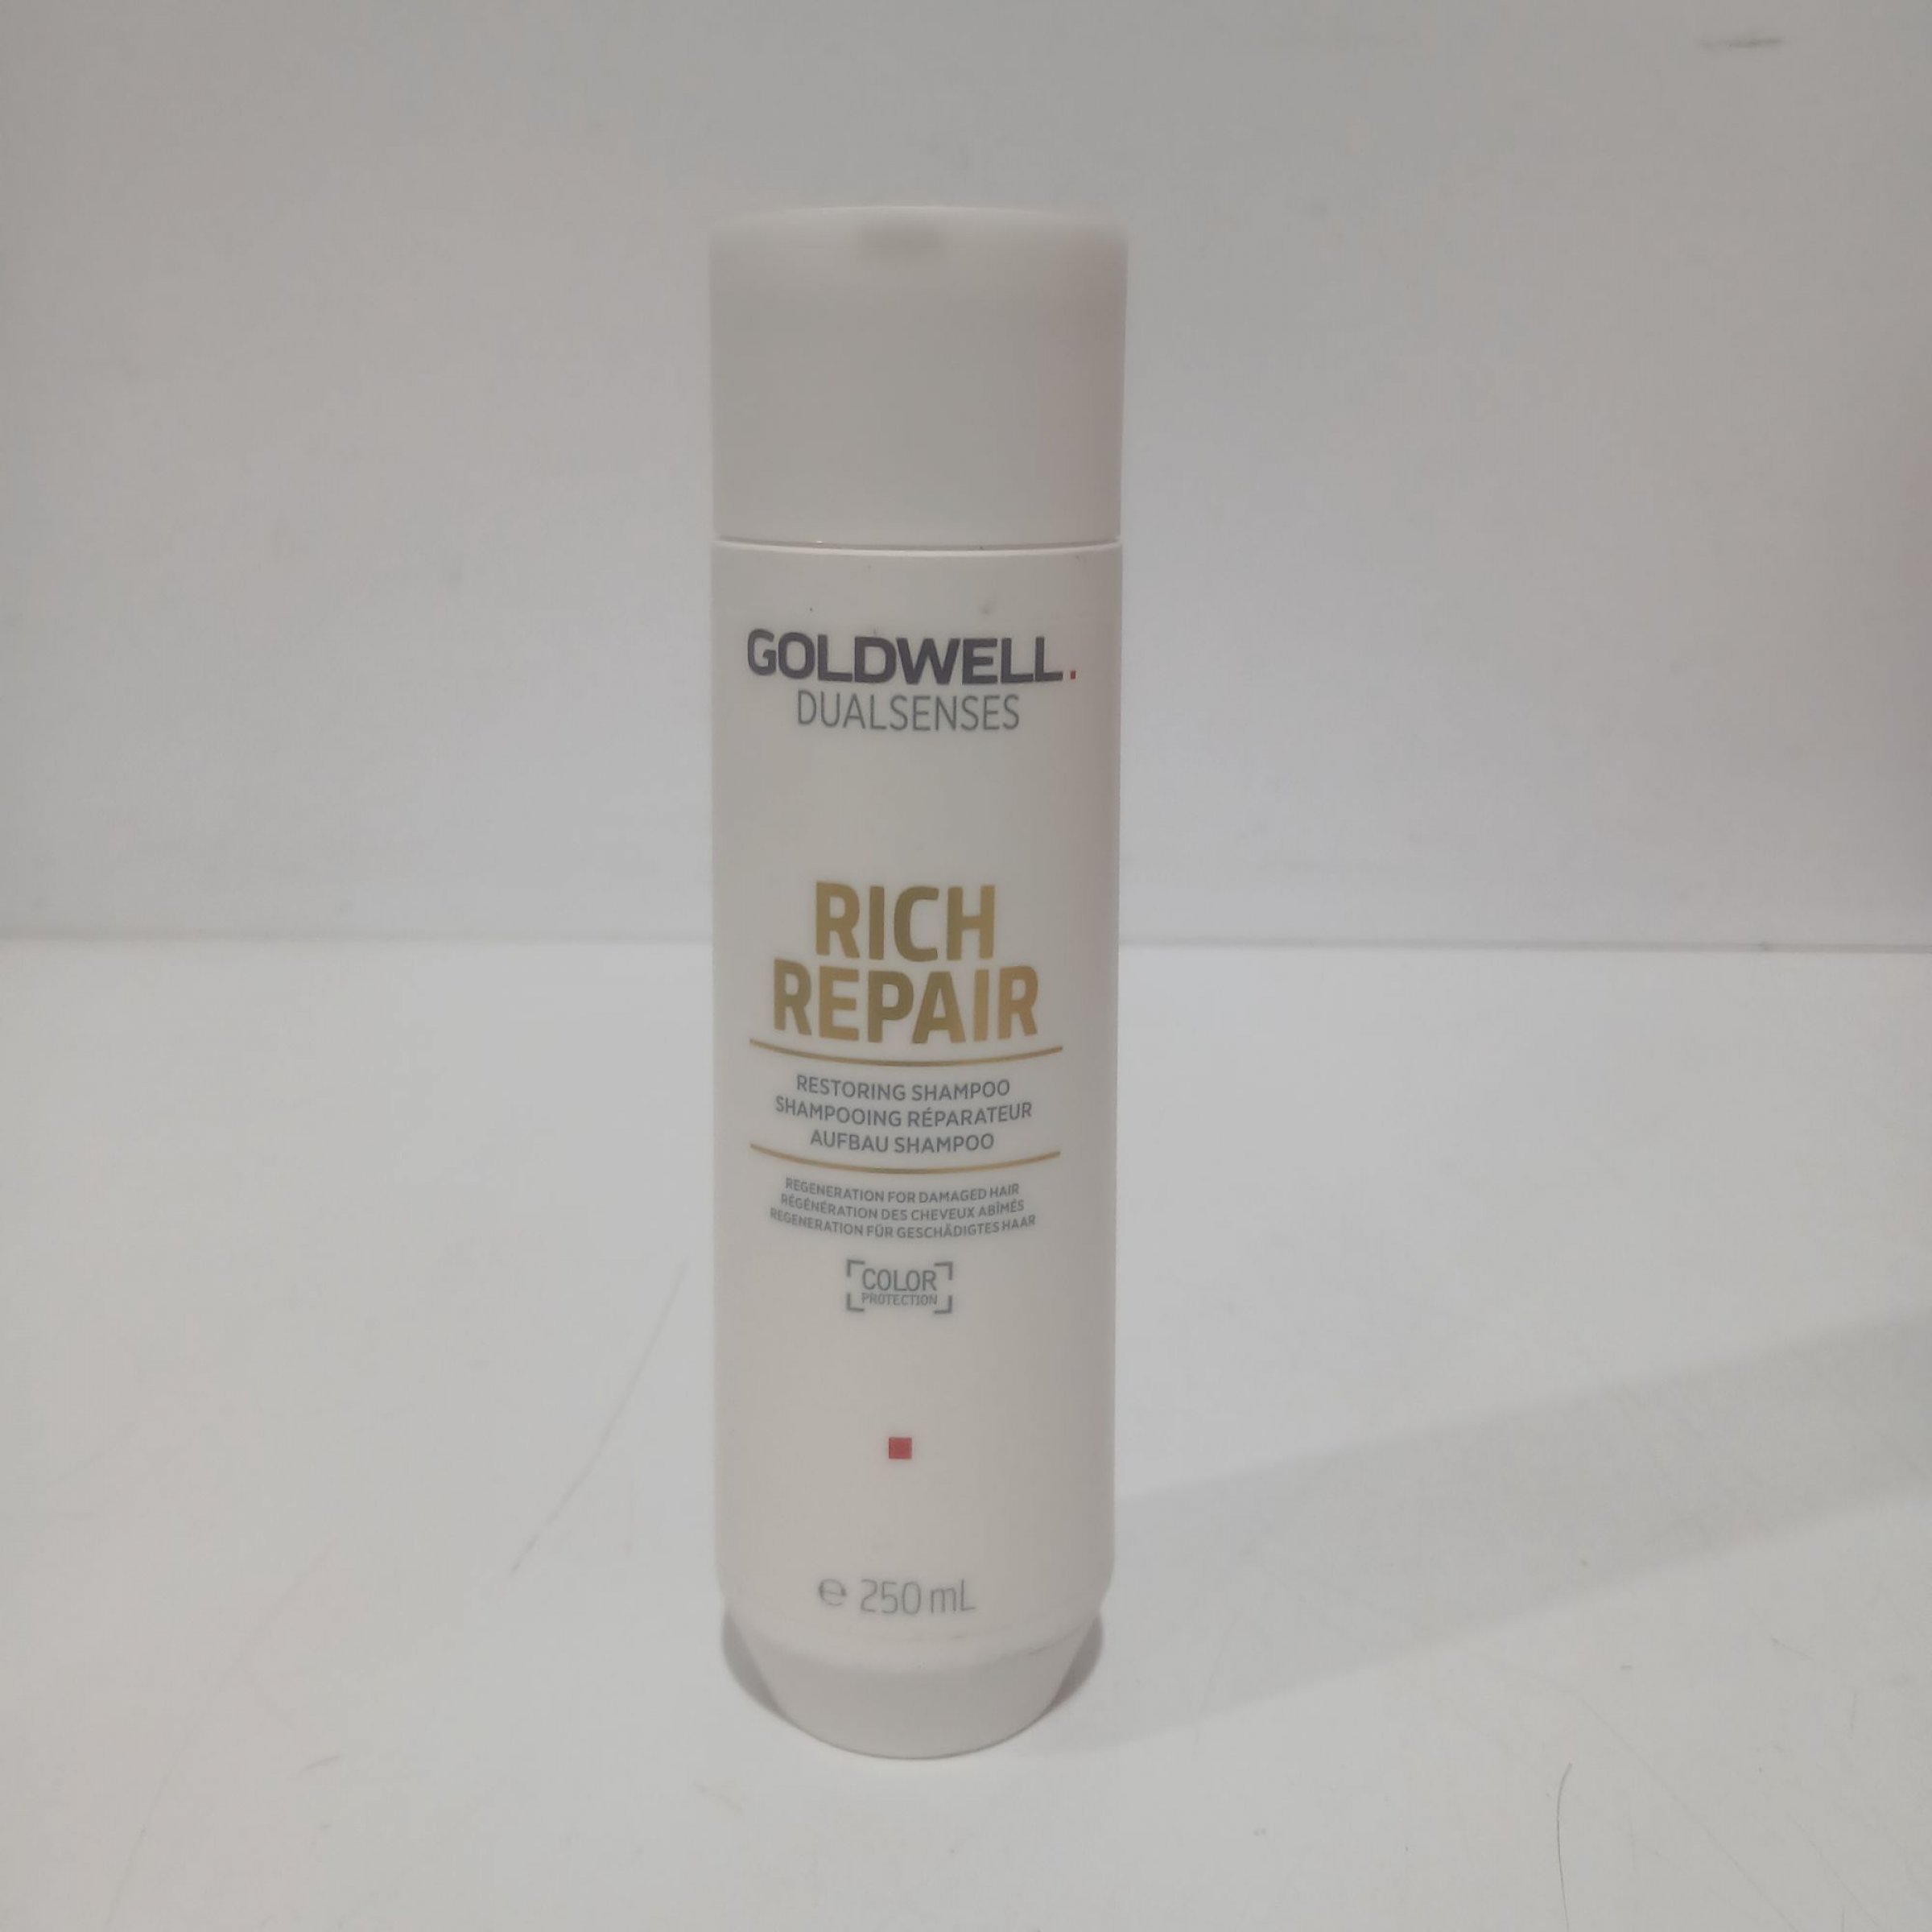 GOLDWELL.
DUALSENSES
RICH
REPAIR
RESTORING SHAMPOO
SHAMPOOING RÉPARATEUR
AUFBAU SHAMPOO
REGENERATION FOR DAMAGED HAIR
RÉGÉNÉRATION DES CHEVEUX ABÎMÉS
REGENERATION FÜR GESCHÄDIGTES HAAR
COLOR
PROTECTION
℮ 250 mL